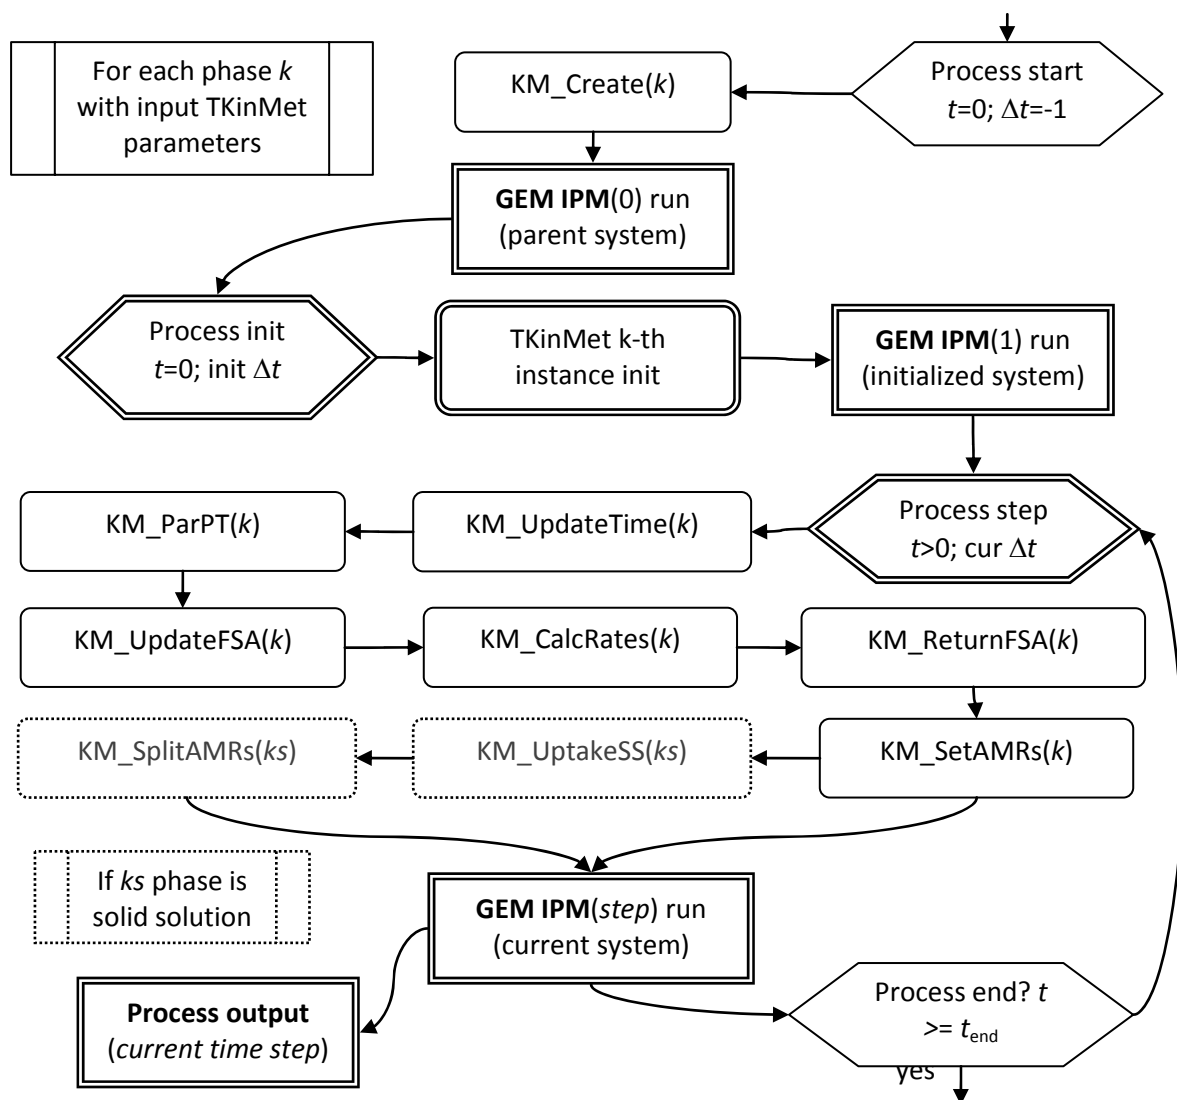 For each phase k
with input TKinMet
parameters
KM_Create(k)
Process start
t=0; Δt=-1
GEM IPM(0) run
(parent system)
Process init
t=0; init Δt
TKinMet k-th
instance init
GEM IPM(1) run
(initialized system)
Process step
t>0; cur Δt
KM_UpdateTime(k)
KM_ParPT(k)
KM_UpdateFSA(k)
KM_CalcRates(k)
KM_ReturnFSA(k)
KM_SetAMRs(k)
KM_UptakeSS(ks)
KM_SplitAMRs(ks)
If ks phase is
solid solution
GEM IPM(step) run
(current system)
Process output
(current time step)
Process end? t
>= tend
yes